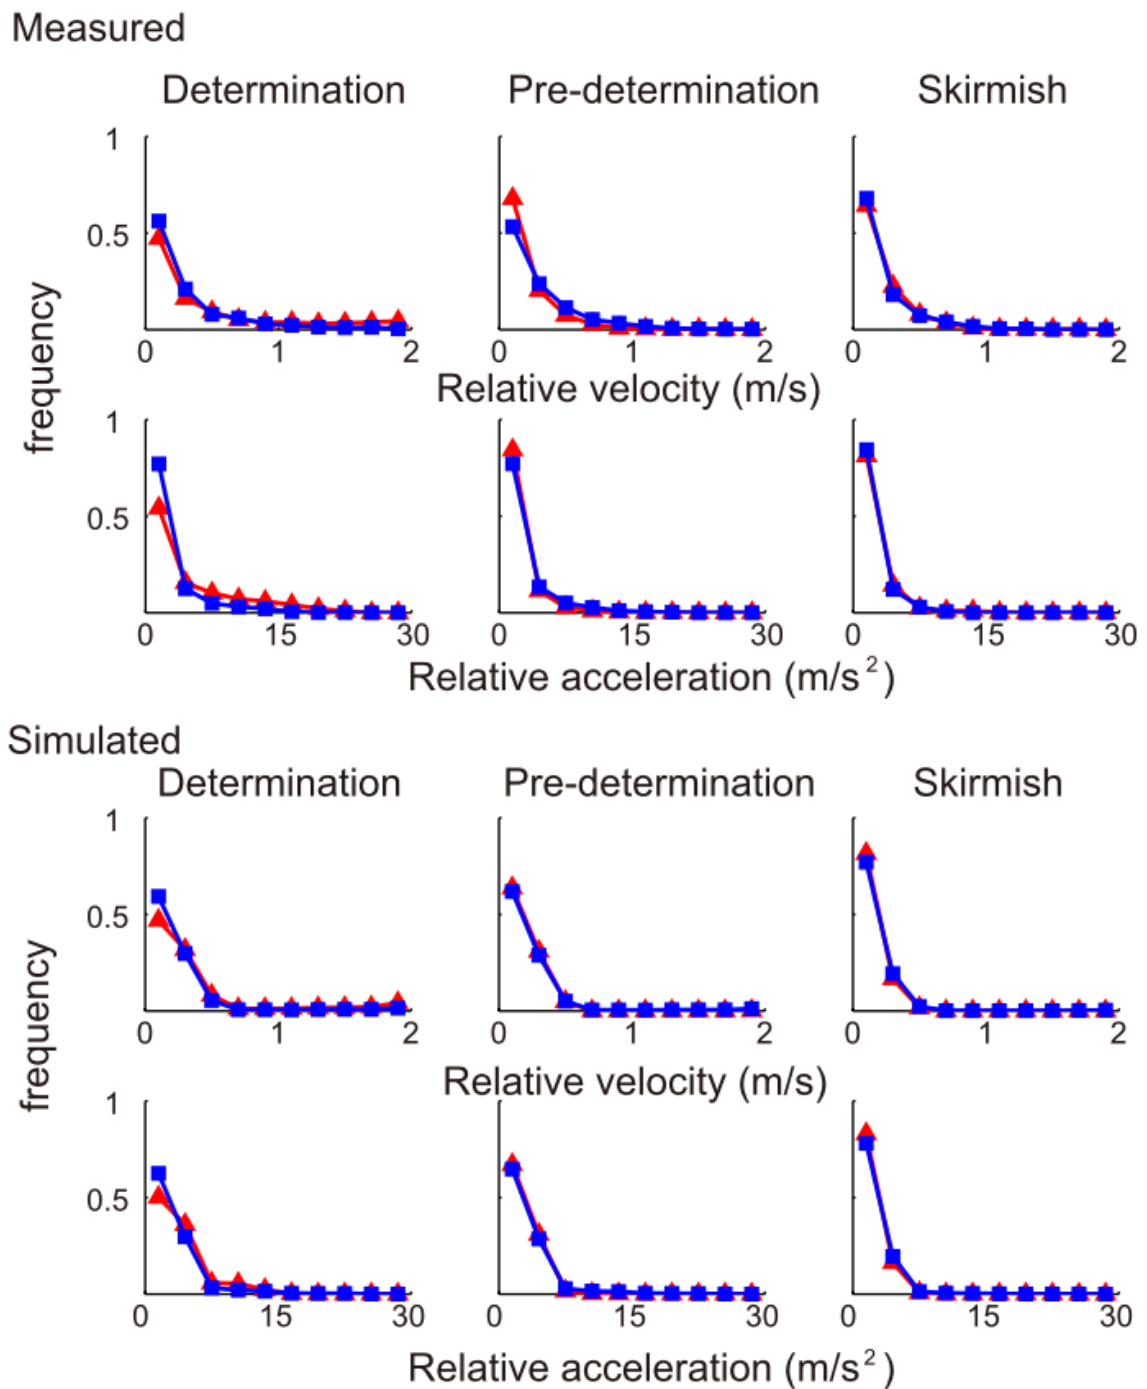 Measured
Determination Pre-determination Skirmish
1
0.5
0 1 2 0 1 2 0 1 2
Relative velocity (m/s)
frequency
1
0.5
0 15 30 0 15 30 0 15 30
Relative acceleration (m/s²)
Simulated
Determination Pre-determination Skirmish
1
0.5
0 1 2 0 1 2 0 1 2
Relative velocity (m/s)
frequency
1
0.5
0 15 30 0 15 30 0 15 30
Relative acceleration (m/s²)